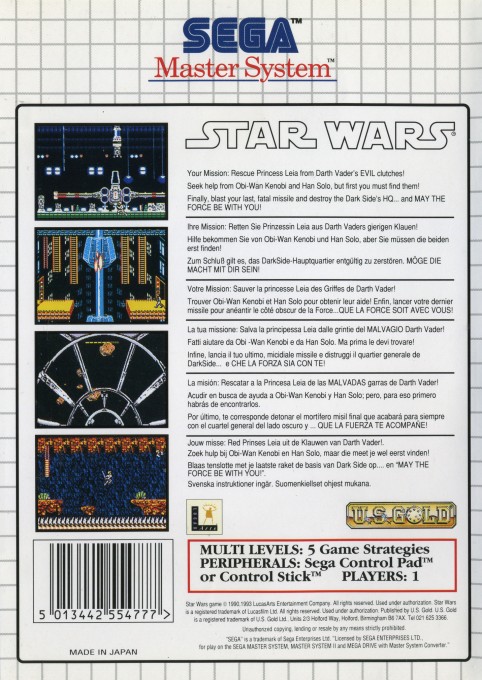 SEGA™
Master System™
STAR WARS®
Your Mission: Rescue Princess Leia from Darth Vader's EVIL clutches!
Seek help from Obi-Wan Kenobi and Han Solo, but first you must find them!
Finally, blast your last, fatal missile and destroy the Dark Side's HQ... and MAY THE
FORCE BE WITH YOU!
Ihre Mission: Retten Sie Prinzessin Leia aus Darth Vaders gierigen Klauen!
Hilfe bekommen Sie von Obi-Wan Kenobi und Han Solo, aber Sie müssen die beiden
erst finden!
Zum Schluß gilt es, das DarkSide-Hauptquartier entgültig zu zerstören. MÖGE DIE
MACHT MIT DIR SEIN!
Votre Mission: Sauver la princesse Leia des Griffes de Darth Vader!
Trouver Obi-Wan Kenobi et Han Solo pour obtenir leur aide! Enfin, lancer votre dernier
missile pour anéantir le côté obscur de la Force...QUE LA FORCE SOIT AVEC VOUS!
La tua missione: Salva la principessa Leia dalle grintie del MALVAGIO Darth Vader!
Fatti aiutare da Obi-Wan Kenobi e da Han Solo. Ma prima le devi trovare!
Infine, lancia il tuo ultimo, micidiale missile e distruggi il quartier generale de
DarkSide... e CHE LA FORZA SIA CON TE!
La misión: Rescatar a la Princesa Leia de las MALVADAS garras de Darth Vader!
Acudir en busca de ayuda a Obi-Wan Kenobi y Han Solo; pero, para eso primero
habrás de encontrarlos.
Por último, te corresponde detonar el mortífero misil final que acabará para siempre
con el cuartel general del lado oscuro y ... QUE LA FUERZA TE ACOMPAÑE!
Jouw misse: Red Prinses Leia uit de Klauwen van Darth Vader!.
Zoek hulp bij Obi-Wan Kenobi en Han Solo, maar die meet je wel eerst vinden!
Blaas tenslotte met je laatste raket de basis van Dark Side op.... en “MAY THE
FORCE BE WITH YOU!”.
Svenska instruktioner ingår. Suomenkieliset ohjest mukana.
U.S. GOLD
MULTI LEVELS: 5 Game Strategies
PERIPHERALS: Sega Control Pad™
or Control Stick™ PLAYERS: 1
5 013442 554777 >
Star Wars game © 1990,1993 LucasArts Entertainment Company. All rights reserved. Used under authorization. Star Wars
is a registered trademark of Lucasfilm Ltd. All rights reserved. Used under authorization. Published by U.S. Gold. U.S. Gold
is a registered trademark of U.S. Gold Ltd.. Units 2/3 Holford Way, Holford, Birmingham B6 7AX. Tel 021 625 3366.
Unauthorized copying, lending or resale by any means strictly prohibited.
“SEGA” is a trademark of Sega Enterprises Ltd. “Licensed by SEGA ENTERPRISES LTD.,
for play on the SEGA MASTER SYSTEM, MASTER SYSTEM II and MEGA DRIVE with Master System Converter.”
MADE IN JAPAN